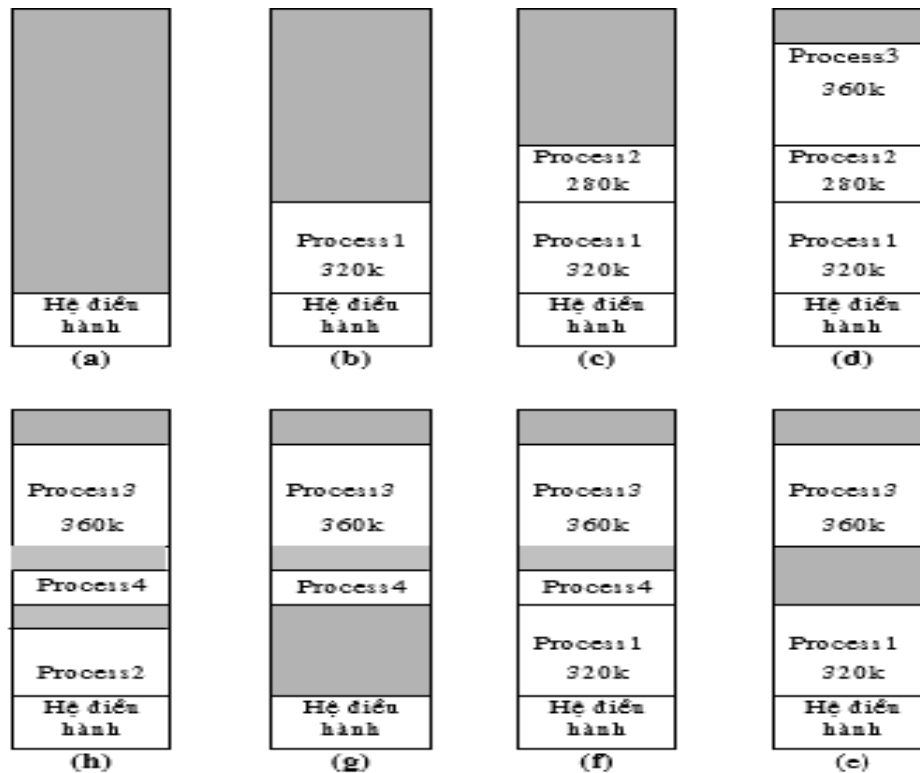 Hệ điều
hành
(a)
Process1
320k
Hệ điều
hành
(b)
Process2
280k
Process1
320k
Hệ điều
hành
(c)
Process3
360k
Process2
280k
Process1
320k
Hệ điều
hành
(d)
Process3
360k
Process4
Process2
Hệ điều
hành
(h)
Process3
360k
Process4
Hệ điều
hành
(g)
Process3
360k
Process4
Process1
320k
Hệ điều
hành
(f)
Process3
360k
Process1
320k
Hệ điều
hành
(e)